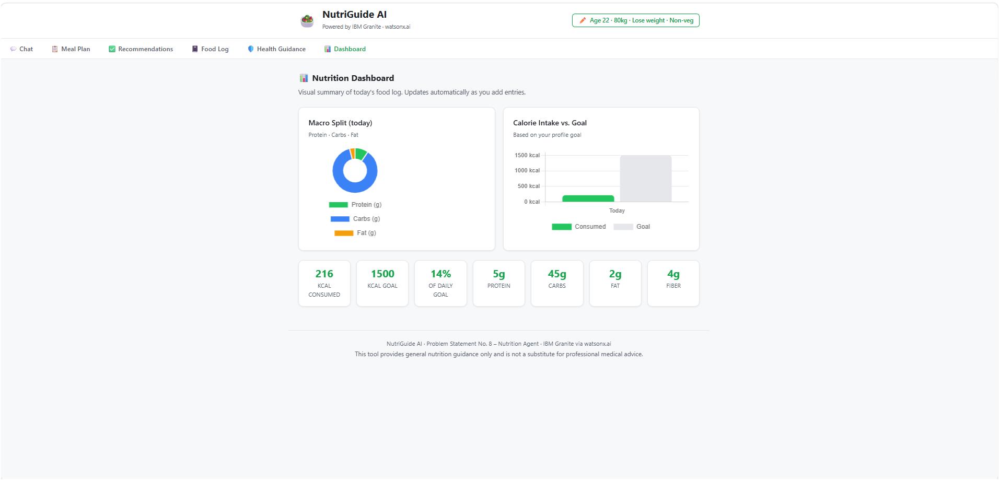 NutriGuide AI
Powered by IBM Granite · watsonx.ai
Age 22 · 80kg · Lose weight · Non-veg
Chat
Meal Plan
Recommendations
Food Log
Health Guidance
Dashboard
Nutrition Dashboard
Visual summary of today's food log. Updates automatically as you add entries.
Macro Split (today)
Protein · Carbs · Fat
Protein (g)
Carbs (g)
Fat (g)
Calorie Intake vs. Goal
Based on your profile goal
1500 kcal
1000 kcal
500 kcal
0 kcal
Today
Consumed
Goal
216
KCAL
CONSUMED
1500
KCAL GOAL
14%
OF DAILY
GOAL
5g
PROTEIN
45g
CARBS
2g
FAT
4g
FIBER
NutriGuide AI · Problem Statement No. 8 – Nutrition Agent · IBM Granite via watsonx.ai
This tool provides general nutrition guidance only and is not a substitute for professional medical advice.